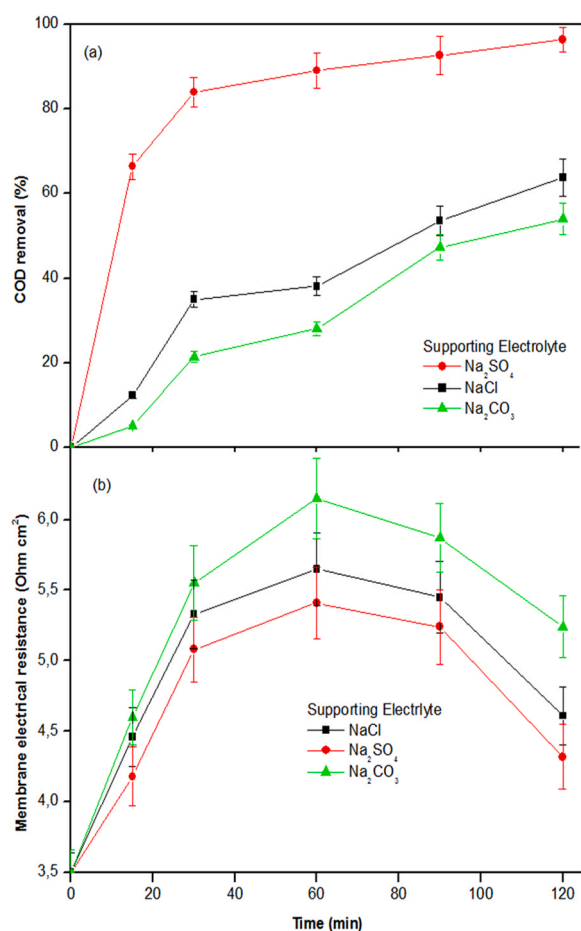 100
(a)
80
60
COD removal (%)
40
20
0
Supporting Electrolyte
Na₂SO₄
NaCl
Na₂CO₃
(b)
6,0
5,5
5,0
Membrane electrical resistance (Ohm cm²)
4,5
4,0
3,5
Supporting Electrlyte
NaCl
Na₂SO₄
Na₂CO₃
0 20 40 60 80 100 120
Time (min)